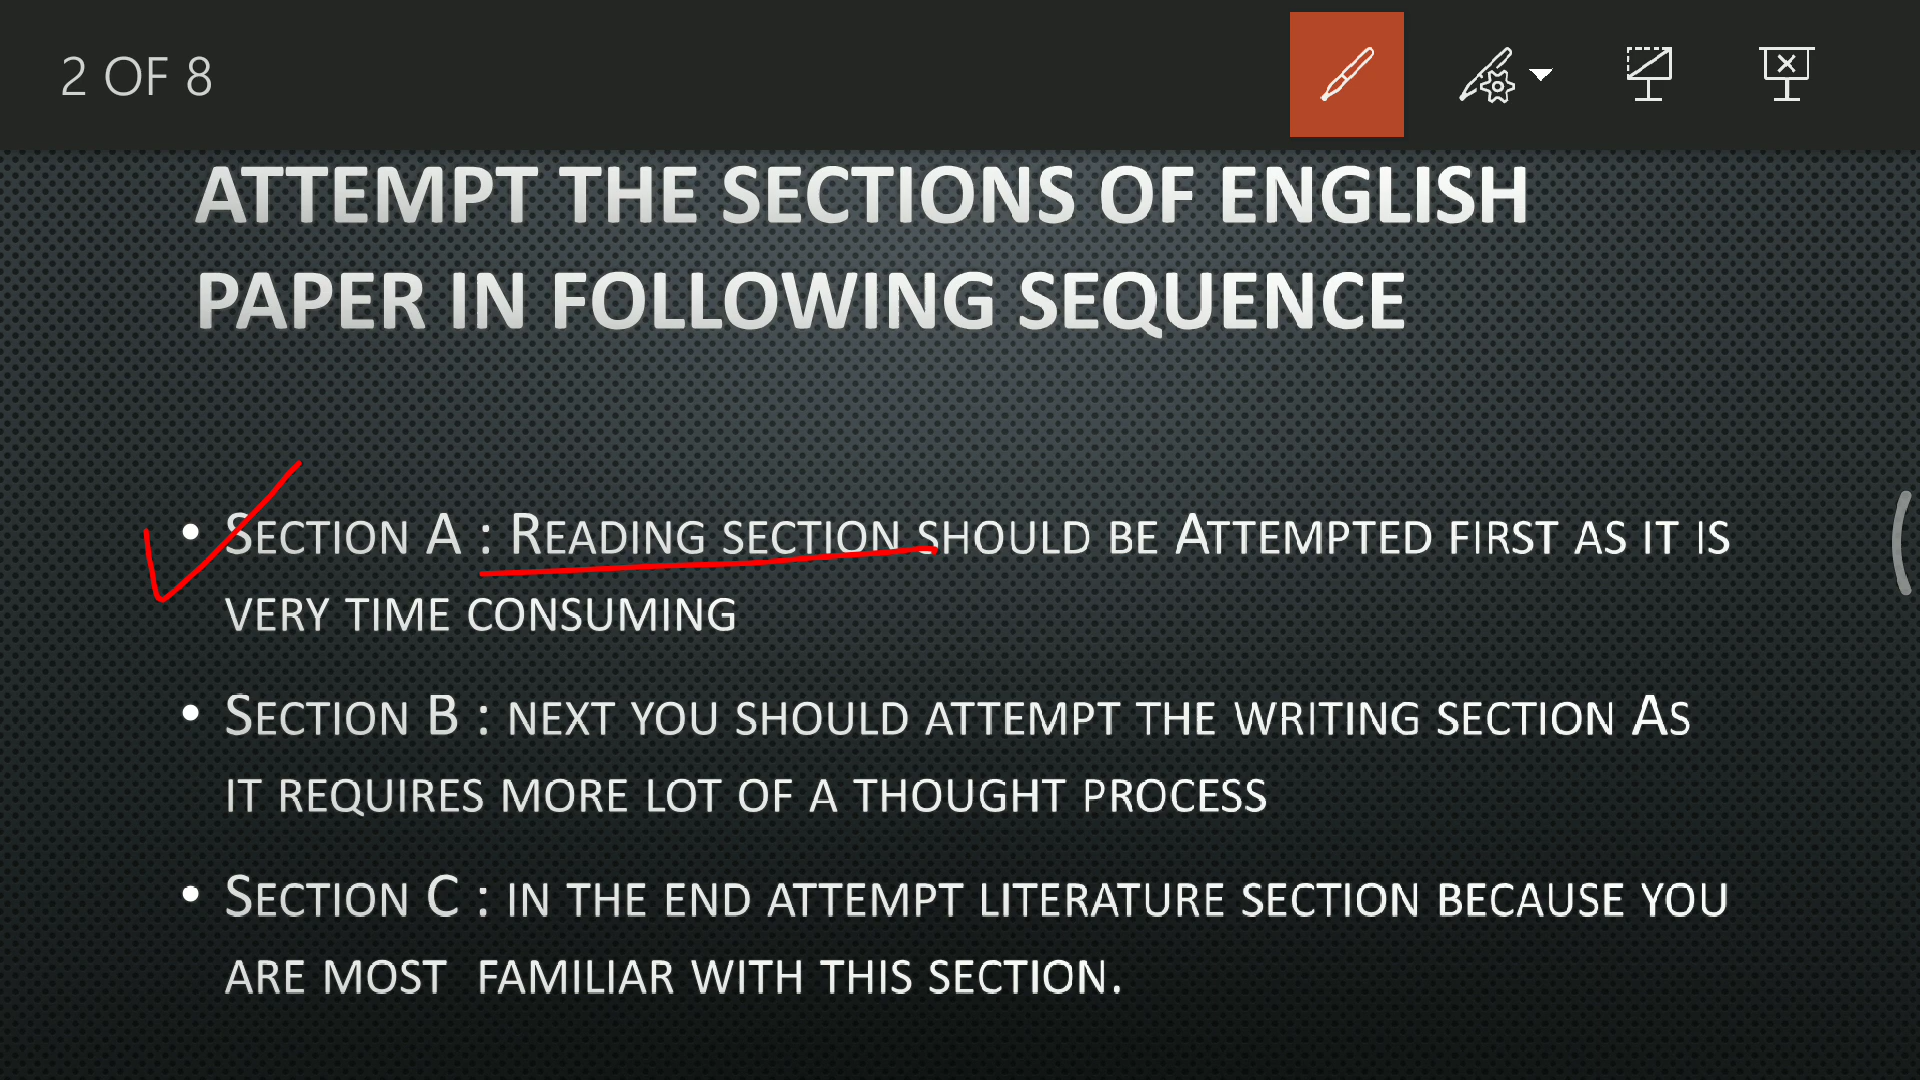 2 OF 8
ATTEMPT THE SECTIONS OF ENGLISH
PAPER IN FOLLOWING SEQUENCE
• SECTION A : READING SECTION SHOULD BE ATTEMPTED FIRST AS IT IS
VERY TIME CONSUMING
• SECTION B : NEXT YOU SHOULD ATTEMPT THE WRITING SECTION AS
IT REQUIRES MORE LOT OF A THOUGHT PROCESS
• SECTION C : IN THE END ATTEMPT LITERATURE SECTION BECAUSE YOU
ARE MOST FAMILIAR WITH THIS SECTION.